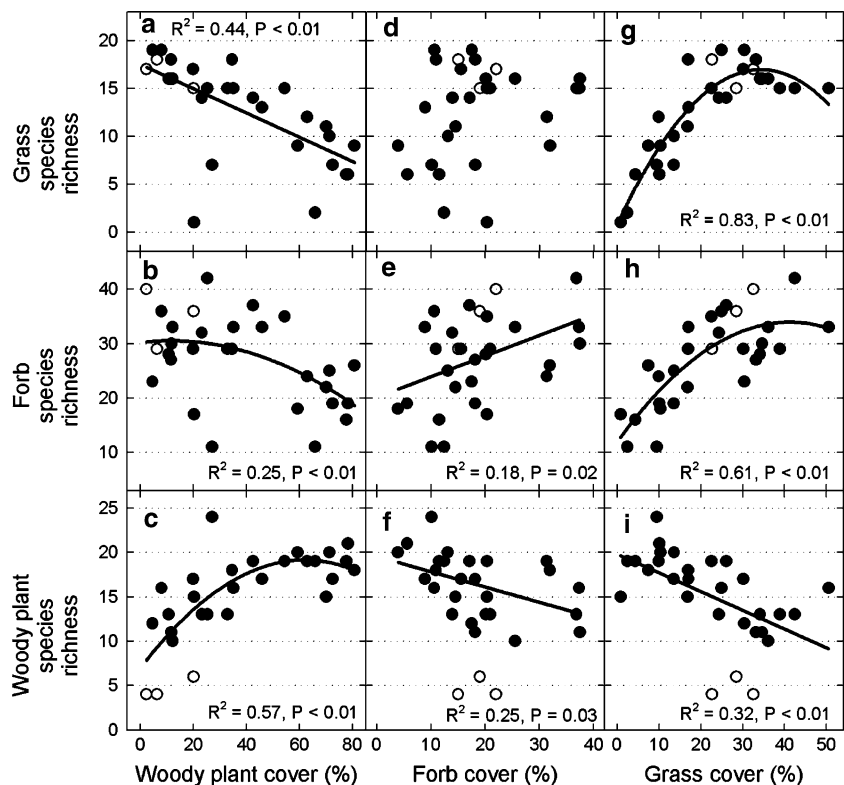 a
R² = 0.44, P < 0.01
d
g
R² = 0.83, P < 0.01
Grass
species
richness
20
15
10
5
0
b
R² = 0.25, P < 0.01
e
R² = 0.18, P = 0.02
h
R² = 0.61, P < 0.01
Forb
species
richness
40
30
20
10
c
R² = 0.57, P < 0.01
f
R² = 0.25, P = 0.03
i
R² = 0.32, P < 0.01
Woody plant
species
richness
25
20
15
10
5
0
0 20 40 60 80
0 10 20 30 40
0 10 20 30 40 50
Woody plant cover (%)
Forb cover (%)
Grass cover (%)